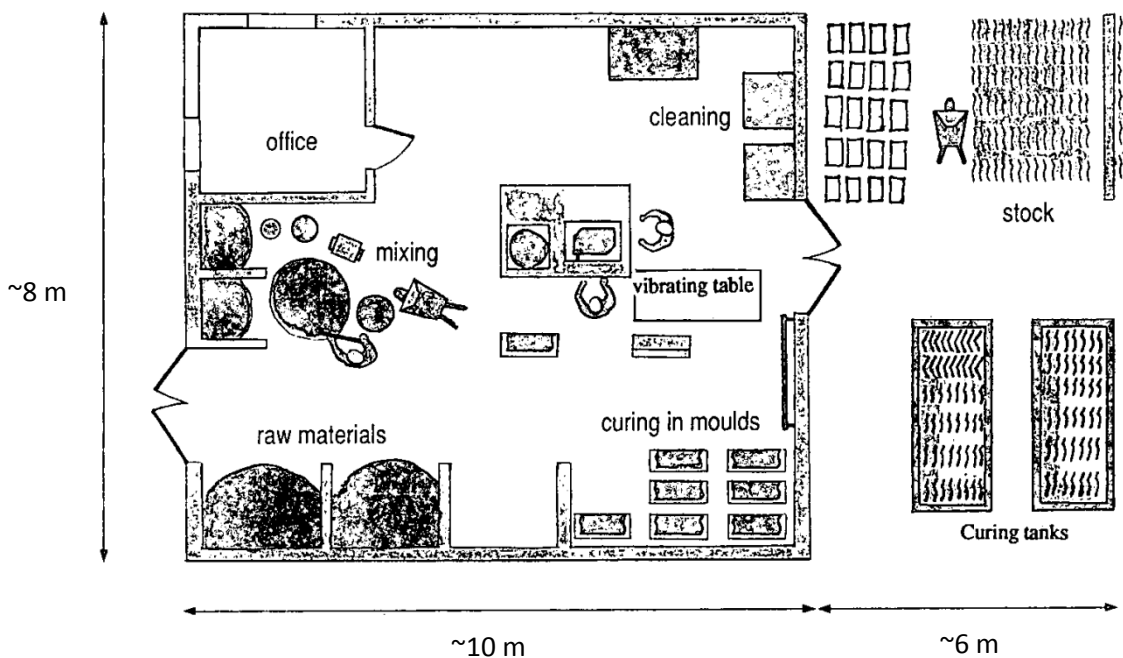 office
cleaning
stock
mixing
vibrating table
~8 m
raw materials
curing in moulds
Curing tanks
~10 m
~6 m